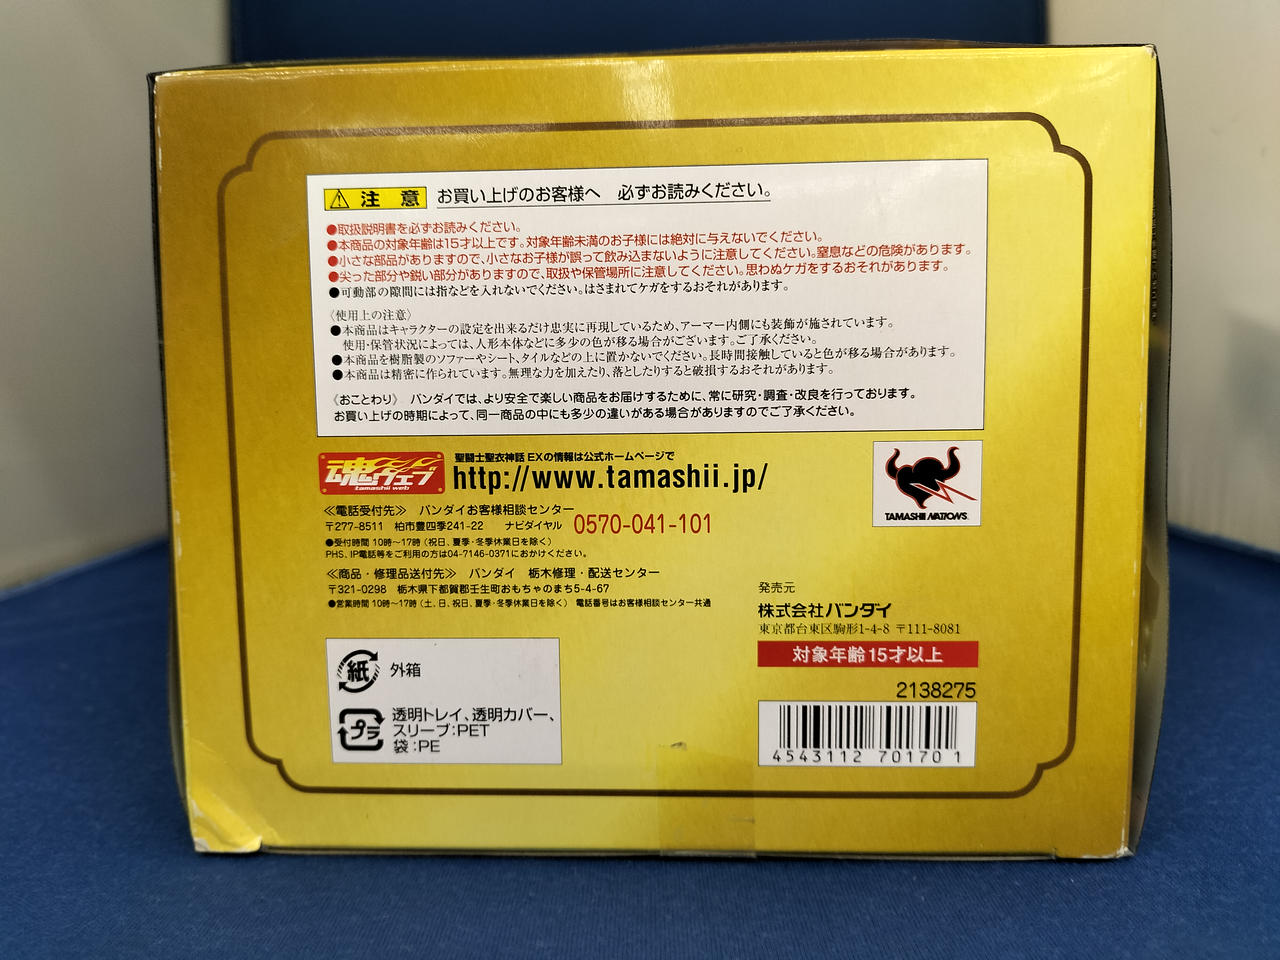 注 意 お買い上げのお客様へ 必ずお読みください。
●取扱説明書を必ずお読みください。
●本商品の対象年齢は15才以上です。対象年齢未満のお子様には絶対に与えないでください。
●小さな部品がありますので、小さなお子様が誤って飲み込まないように注意してください。窒息などの危険があります。
●尖った部分や鋭い部分がありますので、取扱や保管場所に注意してください。思わぬケガをするおそれがあります。
●可動部の隙間には指などを入れないでください。はさまれてケガをするおそれがあります。
〈使用上の注意〉
●本商品はキャラクターの設定を出来るだけ忠実に再現しているため、アーマー内側にも装飾が施されています。
使用・保管状況によっては、人形本体などに多少の色が移る場合がございます。ご了承ください。
●本商品を樹脂製のソファーやシート、タイルなどの上に置かないでください。長時間接触していると色が移る場合があります。
●本商品は精密に作られています。無理な力を加えたり、落としたりすると破損するおそれがあります。
《おことわり》 バンダイでは、より安全で楽しい商品をお届けするために、常に研究・調査・改良を行っております。
お買い上げの時期によって、同一商品の中にも多少の違いがある場合がありますのでご了承ください。
魂ウェブ
tamashii web
聖闘士聖衣神話 EXの情報は公式ホームページで
http://www.tamashii.jp/
TAMASHII NATIONS
≪電話受付先≫ バンダイお客様相談センター
〒277-8511 柏市豊四季241-22 ナビダイヤル 0570-041-101
●受付時間 10時〜17時(祝日、夏季・冬季休業日を除く)
PHS、IP電話等をご利用の方は04-7146-0371におかけください。
≪商品・修理品送付先≫ バンダイ 栃木修理・配送センター
〒321-0298 栃木県下都賀郡壬生町おもちゃのまち5-4-67
●営業時間 10時〜17時(土、日、祝日、夏季・冬季休業日を除く) 電話番号はお客様相談センター共通
発売元
株式会社バンダイ
東京都台東区駒形1-4-8 〒111-8081
対象年齢15才以上
2138275
4543112 701701
紙 外箱
プラ 透明トレイ、透明カバー、
スリーブ:PET
袋:PE